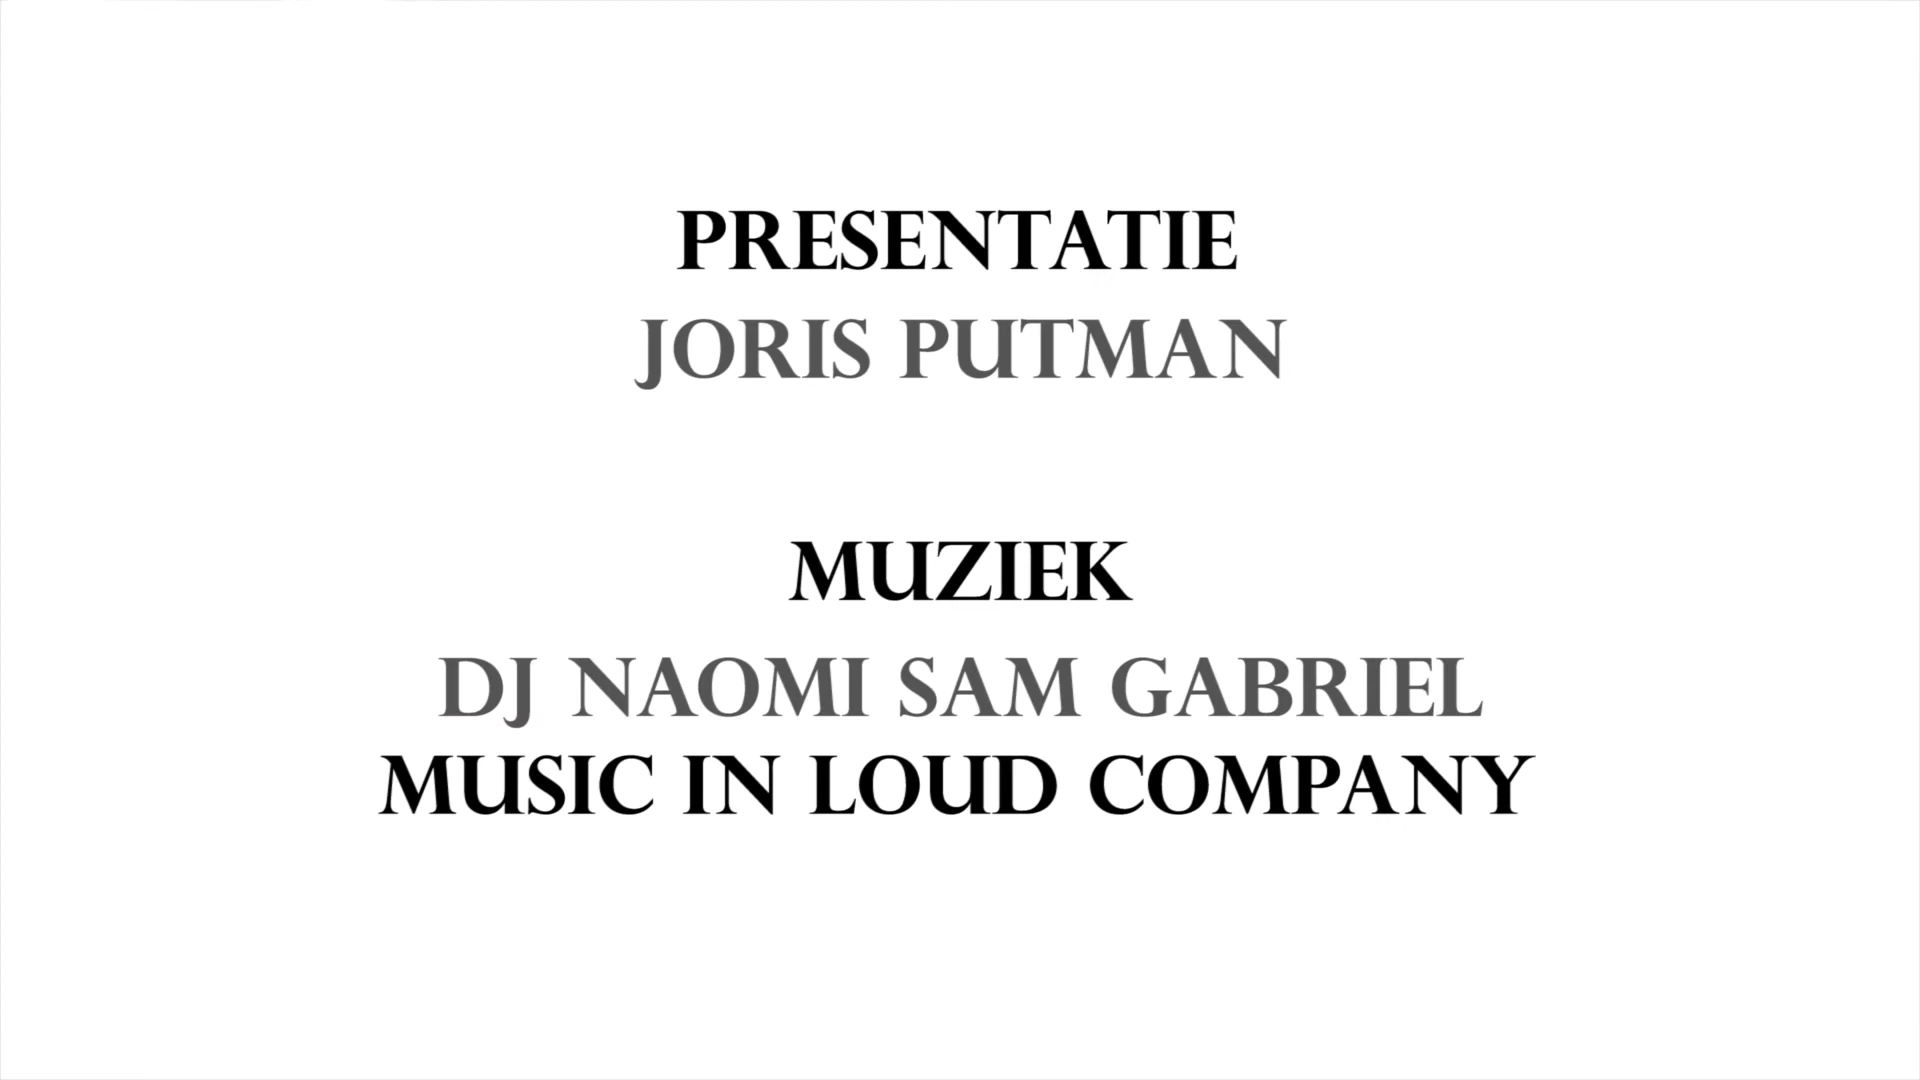 PRESENTATIE
JORIS PUTMAN
MUZIEK
DJ NAOMI SAM GABRIEL
MUSIC IN LOUD COMPANY